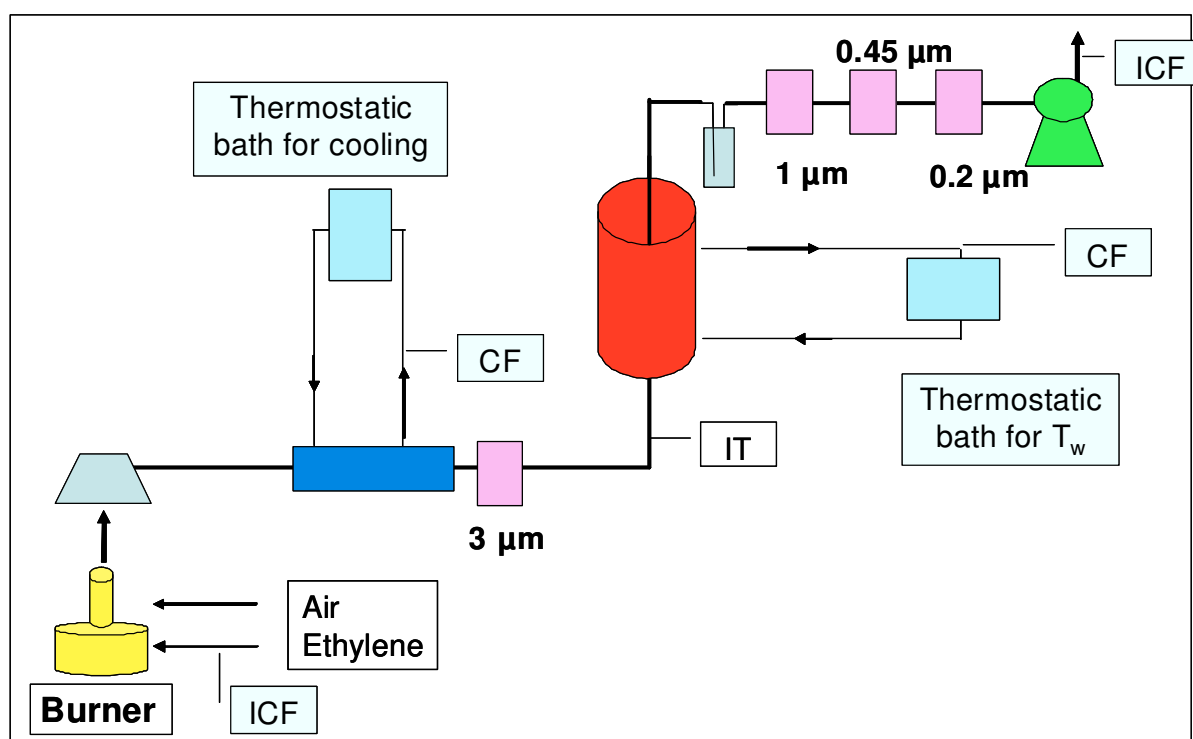 0.45 µm
ICF
Thermostatic
bath for cooling
1 µm
0.2 µm
CF
CF
Thermostatic
bath for Tw
IT
3 µm
Air
Ethylene
Burner
ICF